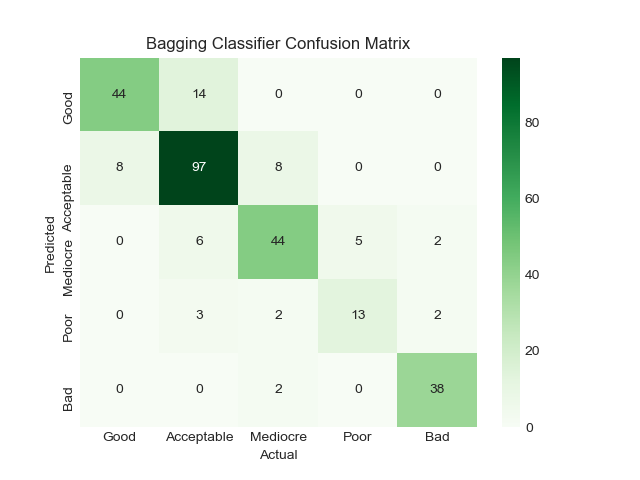 Bagging Classifier Confusion Matrix
Predicted
Good
44 14 0 0 0
Acceptable
8 97 8 0 0
Mediocre
0 6 44 5 2
Poor
0 3 2 13 2
Bad
0 0 2 0 38
Good Acceptable Mediocre Poor Bad
Actual
80
60
40
20
0